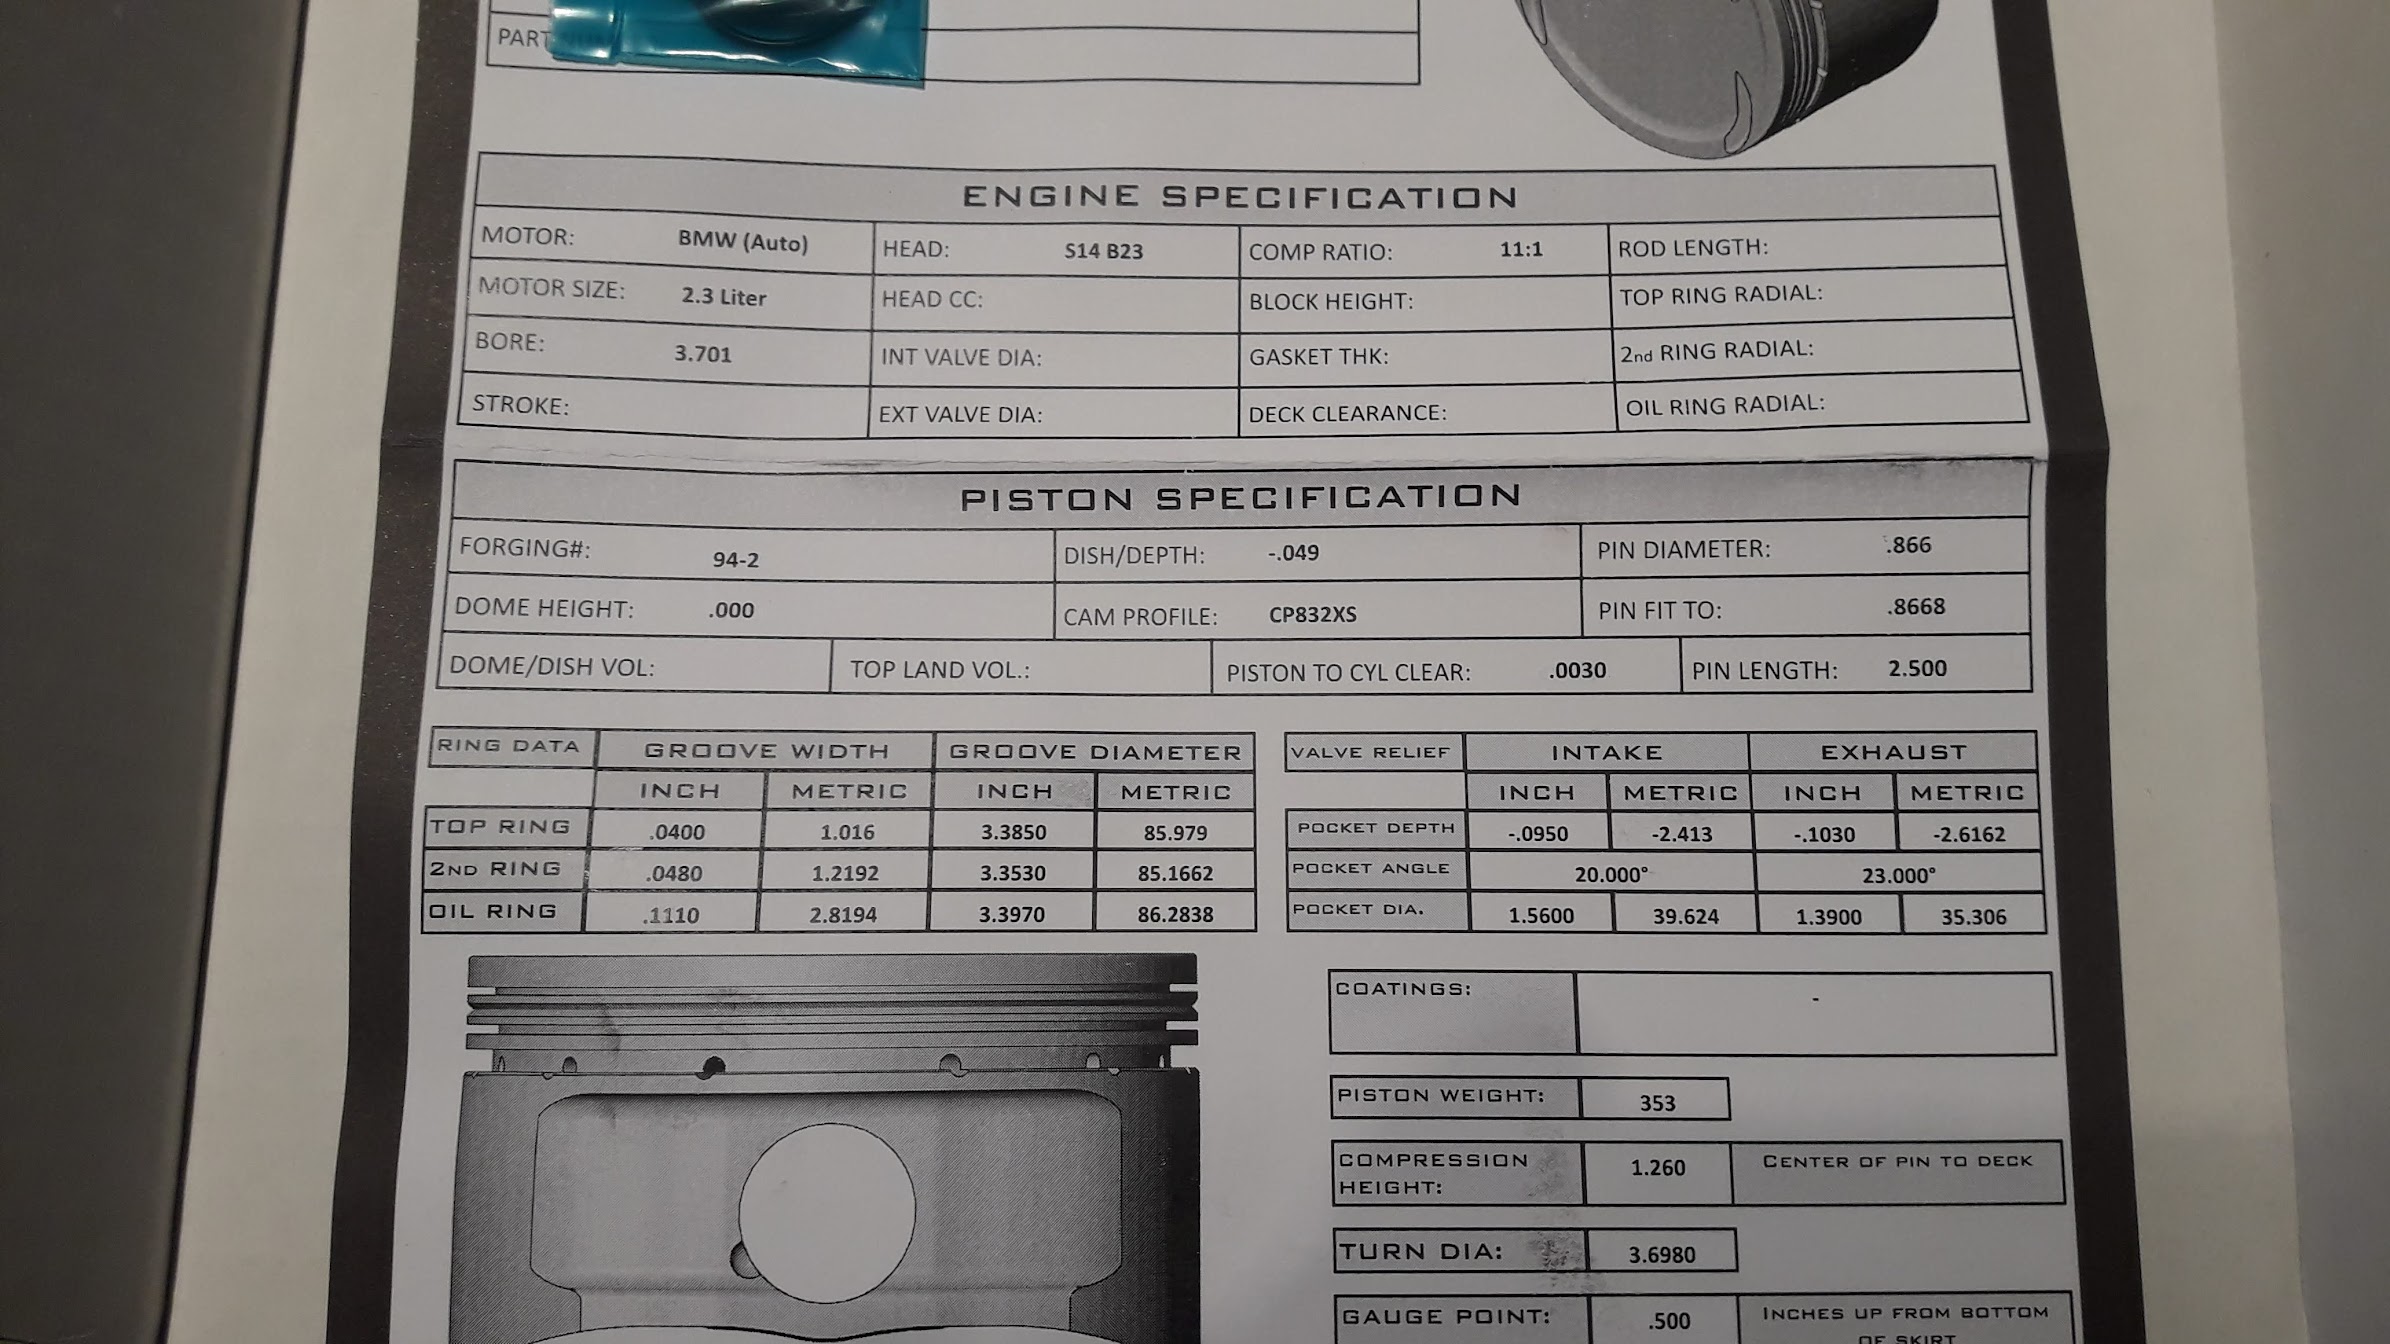 PART
ENGINE SPECIFICATION
MOTOR: BMW (Auto) HEAD: S14 B23 COMP RATIO: 11:1 ROD LENGTH:
MOTOR SIZE: 2.3 Liter HEAD CC: BLOCK HEIGHT: TOP RING RADIAL:
BORE: 3.701 INT VALVE DIA: GASKET THK: 2nd RING RADIAL:
STROKE: EXT VALVE DIA: DECK CLEARANCE: OIL RING RADIAL:
PISTON SPECIFICATION
FORGING#: 94-2 DISH/DEPTH: -.049 PIN DIAMETER: .866
DOME HEIGHT: .000 CAM PROFILE: CP832XS PIN FIT TO: .8668
DOME/DISH VOL: TOP LAND VOL.: PISTON TO CYL CLEAR: .0030 PIN LENGTH: 2.500
RING DATA GROOVE WIDTH GROOVE DIAMETER
INCH METRIC INCH METRIC
TOP RING .0400 1.016 3.3850 85.979
2ND RING .0480 1.2192 3.3530 85.1662
OIL RING .1110 2.8194 3.3970 86.2838
VALVE RELIEF INTAKE EXHAUST
INCH METRIC INCH METRIC
POCKET DEPTH -.0950 -2.413 -.1030 -2.6162
POCKET ANGLE 20.000° 23.000°
POCKET DIA. 1.5600 39.624 1.3900 35.306
COATINGS: -
PISTON WEIGHT: 353
COMPRESSION HEIGHT: 1.260 CENTER OF PIN TO DECK
TURN DIA: 3.6980
GAUGE POINT: .500 INCHES UP FROM BOTTOM
OF SKIRT